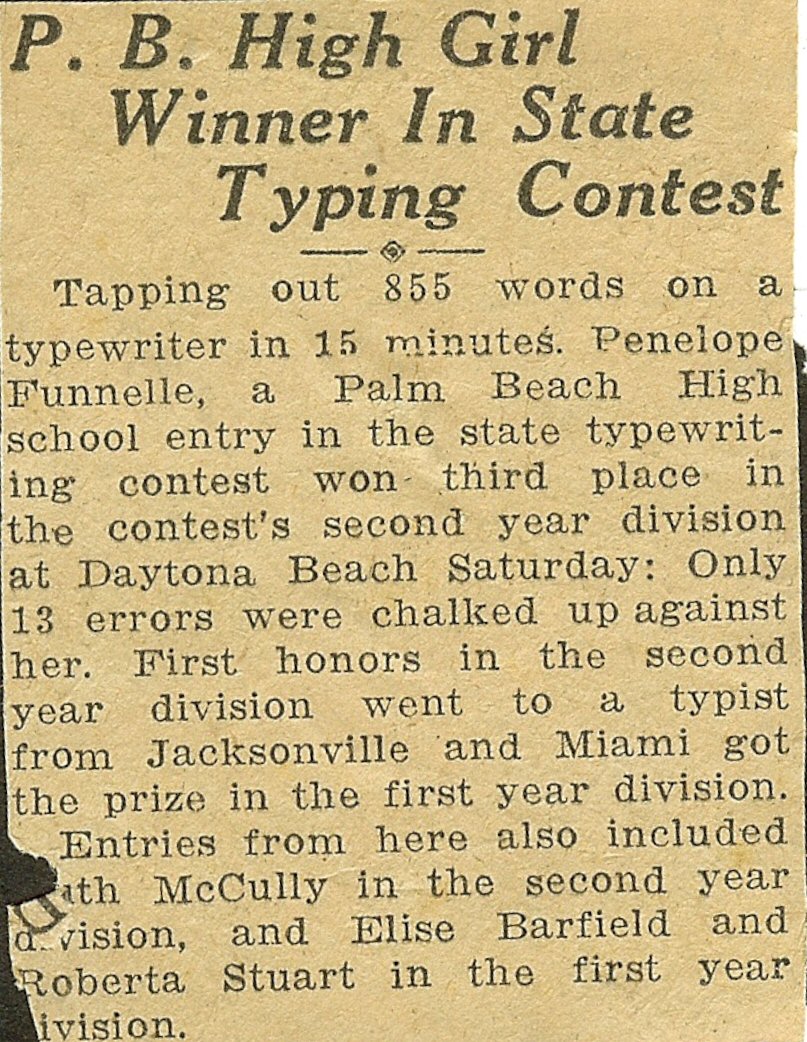 P. B. High Girl
Winner In State
Typing Contest
Tapping out 855 words on a
typewriter in 15 minutes. Penelope
Funnelle, a Palm Beach High
school entry in the state typewrit-
ing contest won third place in
the contest's second year division
at Daytona Beach Saturday: Only
13 errors were chalked up against
her. First honors in the second
year division went to a typist
from Jacksonville and Miami got
the prize in the first year division.
Entries from here also included
McCully in the second year
division, and Elise Barfield and
Roberta Stuart in the first year
ivision.